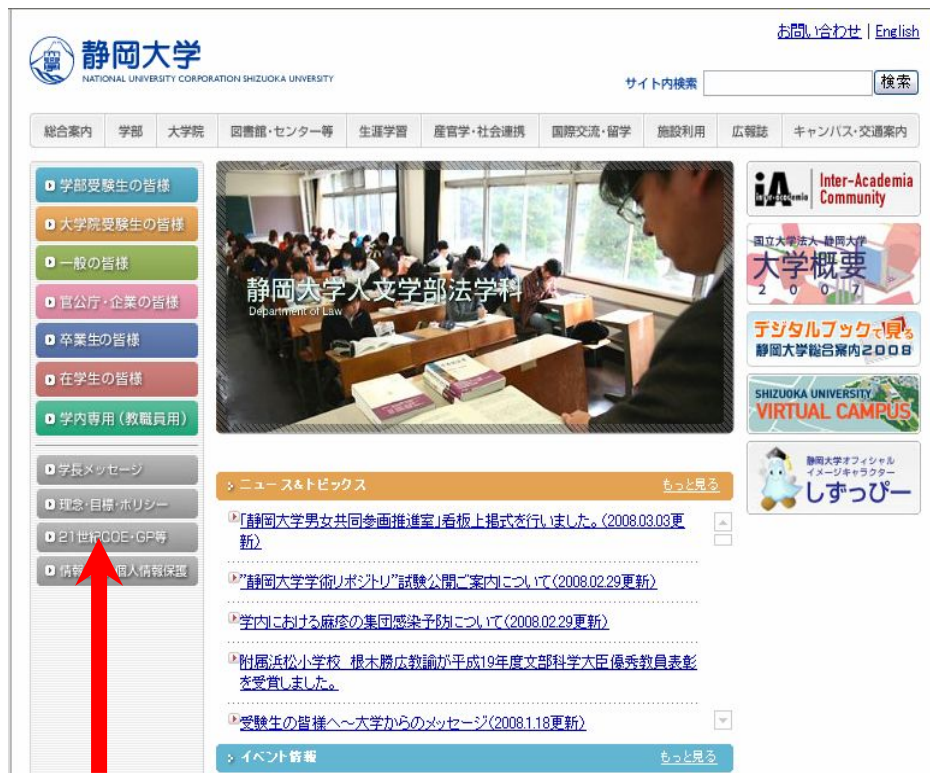 お問い合わせ | English
静岡大学
NATIONAL UNIVERSITY CORPORATION SHIZUOKA UNVERSITY
サイト内検索
検索
総合案内 学部 大学院 図書館・センター等 生涯学習 産官学・社会連携 国際交流・留学 施設利用 広報誌 キャンパス・交通案内
学部受験生の皆様
大学院受験生の皆様
一般の皆様
官公庁・企業の皆様
卒業生の皆様
在学生の皆様
学内専用(教職員用)
学長メッセージ
理念・目標・ポリシー
21世紀COE・GP等
情報 個人情報保護
静岡大学人文学部法学科
Department of Law
ニュース&トピックス
もっと見る
「静岡大学男女共同参画推進室」看板上掲式を行いました。(2008.03.03更
新)
"静岡大学学術リポジトリ"試験公開ご案内について(2008.02.29更新)
学内における麻疹の集団感染予防について(2008.02.29更新)
附属浜松小学校 根木勝広教諭が平成19年度文部科学大臣優秀教員表彰
を受賞しました。
受験生の皆様へ~大学からのメッセージ(2008.1.18更新)
イベント情報
もっと見る
iA
inter-academia
Inter-Academia
Community
国立大学法人 静岡大学
大学概要
2007
デジタルブックで見る
静岡大学総合案内2008
SHIZUOKA UNIVERSITY
VIRTUAL CAMPUS
静岡大学オフィシャル
イメージキャラクター
しずっぴー